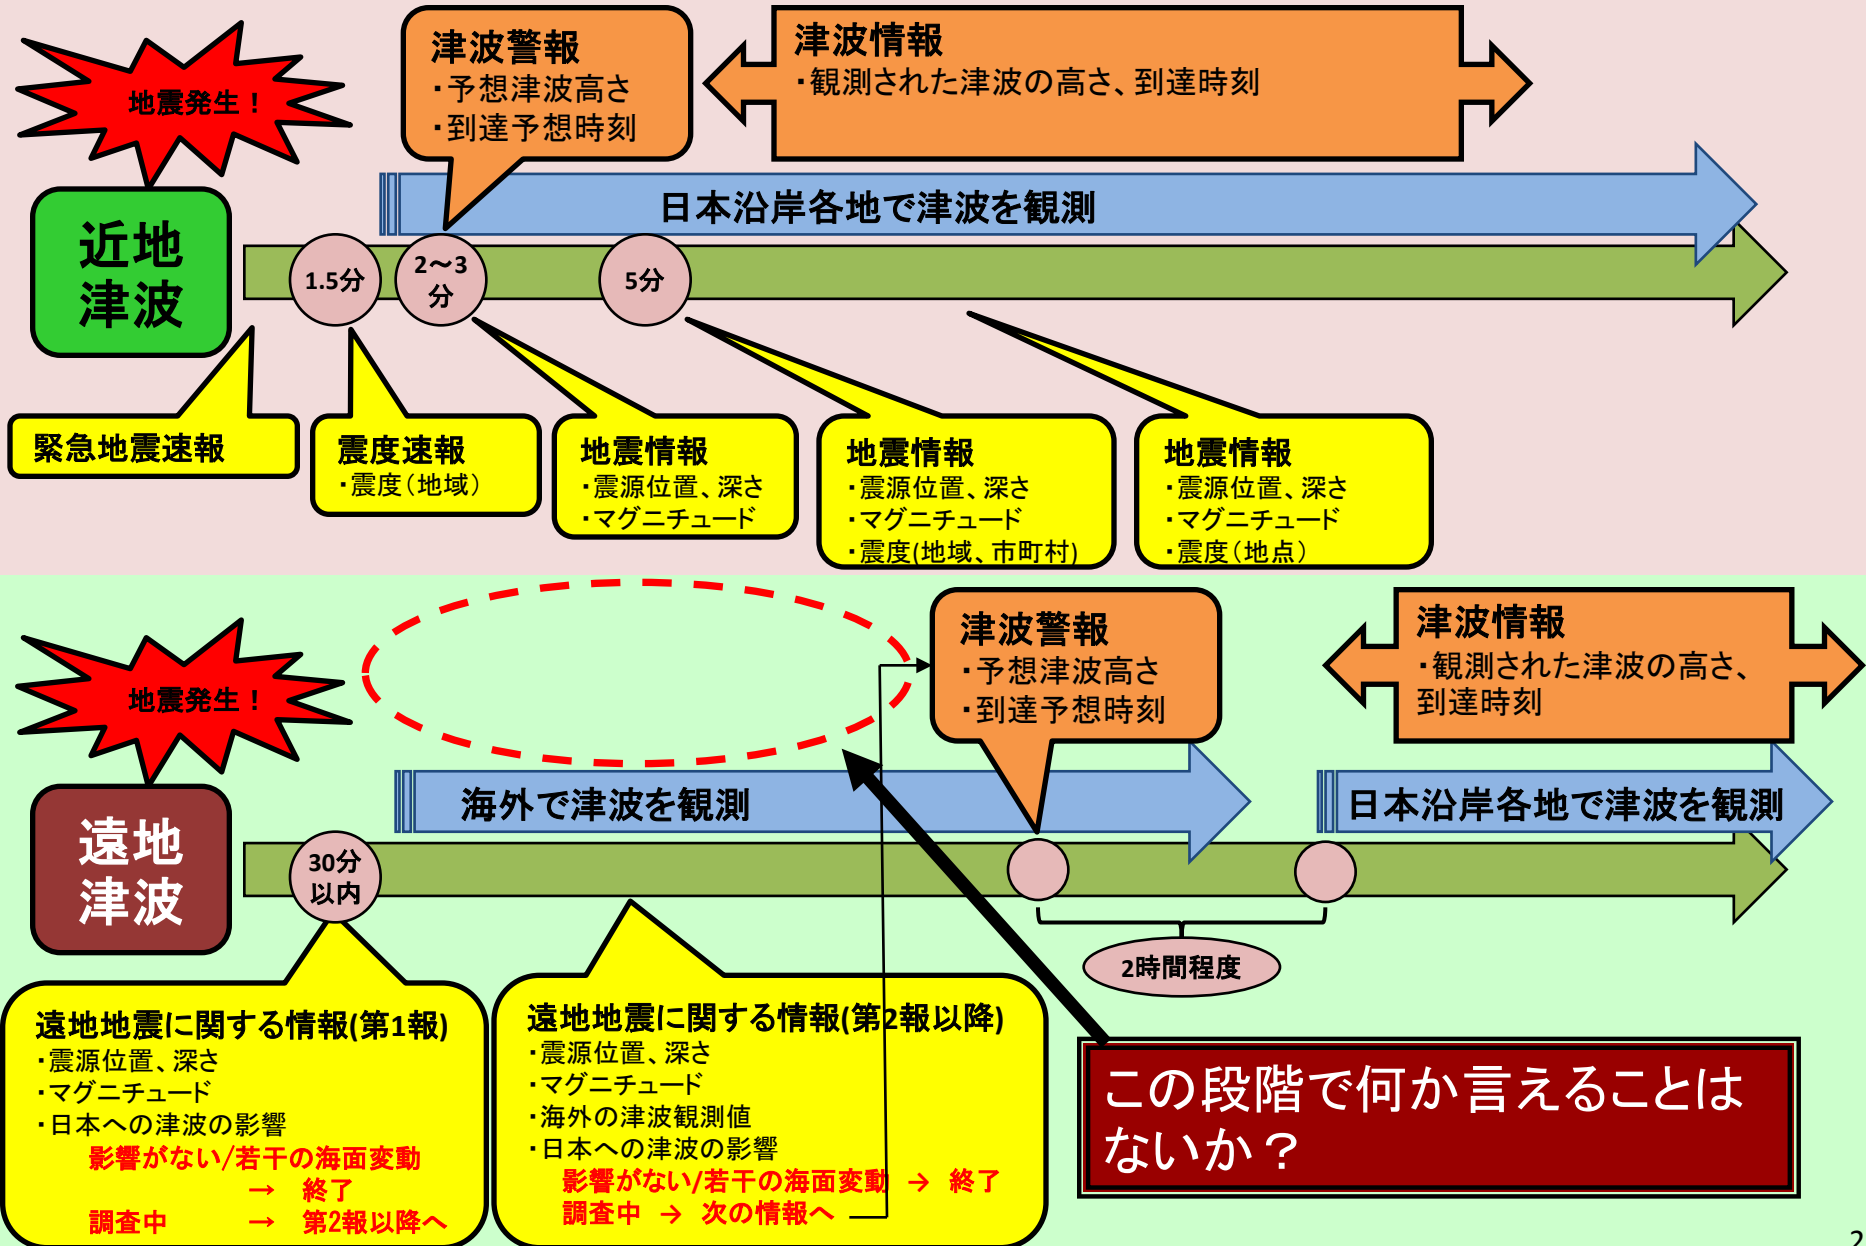 地震発生！
津波警報
・予想津波高さ
・到達予想時刻
津波情報
・観測された津波の高さ、到達時刻
日本沿岸各地で津波を観測
近地
津波
1.5分
2～3
分
5分
緊急地震速報
震度速報
・震度（地域）
地震情報
・震源位置、深さ
・マグニチュード
地震情報
・震源位置、深さ
・マグニチュード
・震度(地域、市町村)
地震情報
・震源位置、深さ
・マグニチュード
・震度（地点）
地震発生！
津波警報
・予想津波高さ
・到達予想時刻
津波情報
・観測された津波の高さ、
到達時刻
海外で津波を観測
日本沿岸各地で津波を観測
遠地
津波
30分
以内
2時間程度
遠地地震に関する情報(第1報)
・震源位置、深さ
・マグニチュード
・日本への津波の影響
影響がない/若干の海面変動
→　終了
調査中　→　第2報以降へ
遠地地震に関する情報(第2報以降)
・震源位置、深さ
・マグニチュード
・海外の津波観測値
・日本への津波の影響
影響がない/若干の海面変動 → 終了
調査中 → 次の情報へ
この段階で何か言えることは
ないか？
2